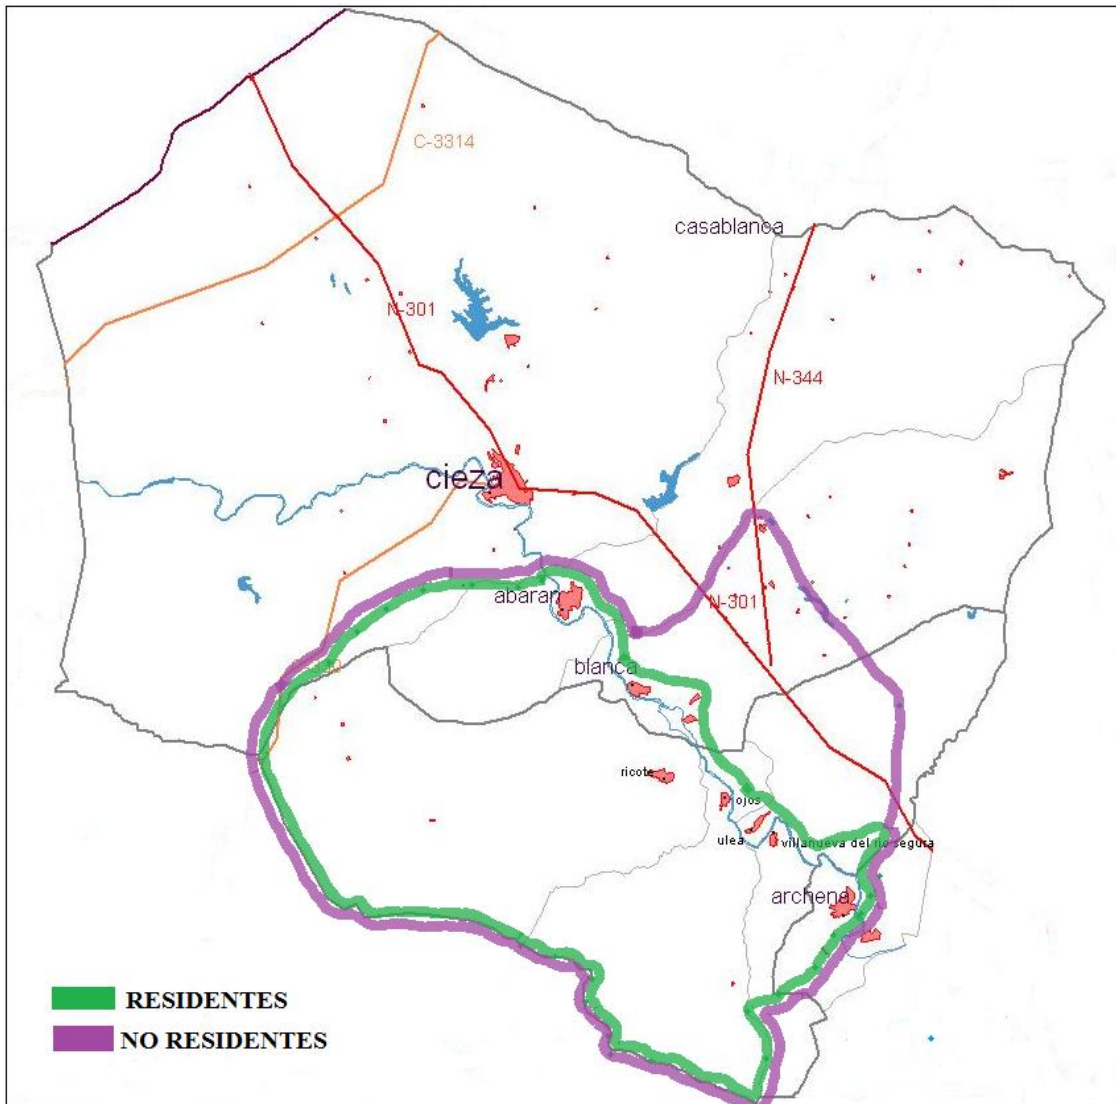 C-3314
casablanca
N-301
N-344
cieza
abaran
N-301
blanca
ricote
ojos
ulea
villanueva del rio segura
archena
RESIDENTES
NO RESIDENTES